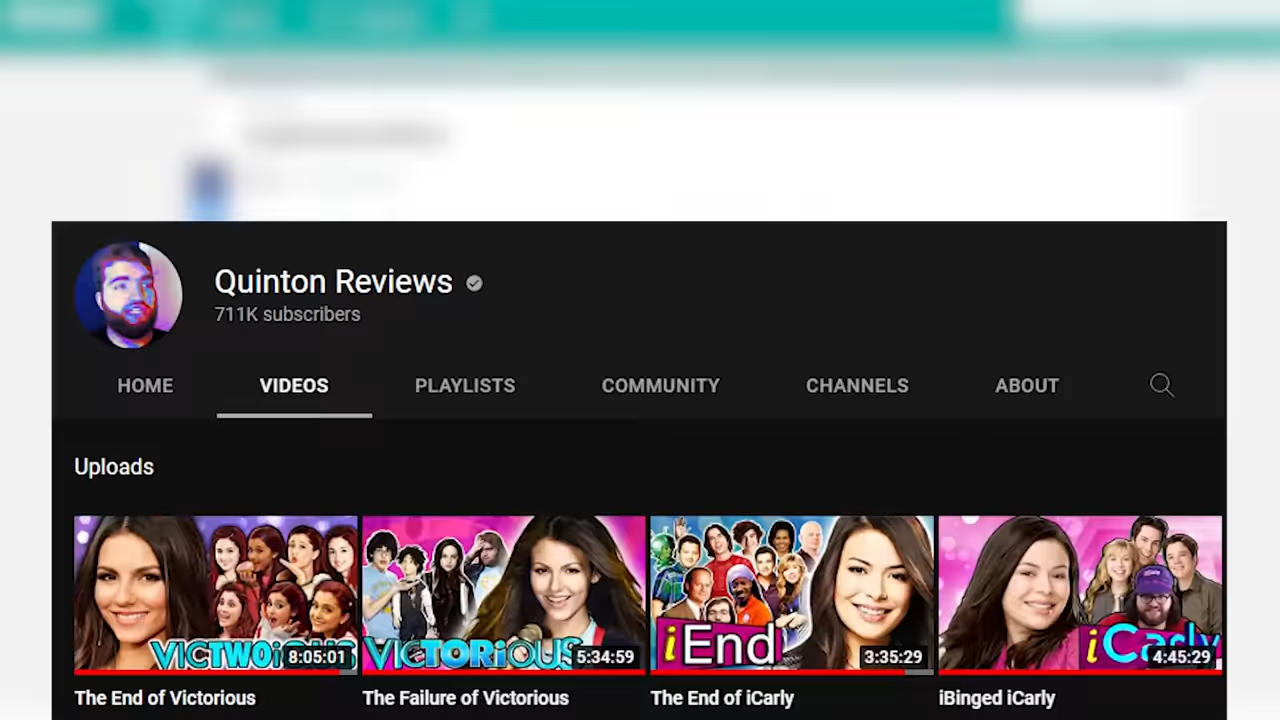 Quinton Reviews
711K subscribers
HOME VIDEOS PLAYLISTS COMMUNITY CHANNELS ABOUT
Uploads
VICTWOiOUS 8:05:01
VICTORiOUS 5:34:59
iEnd 3:35:29
iCarly 4:45:29
The End of Victorious
The Failure of Victorious
The End of iCarly
iBinged iCarly